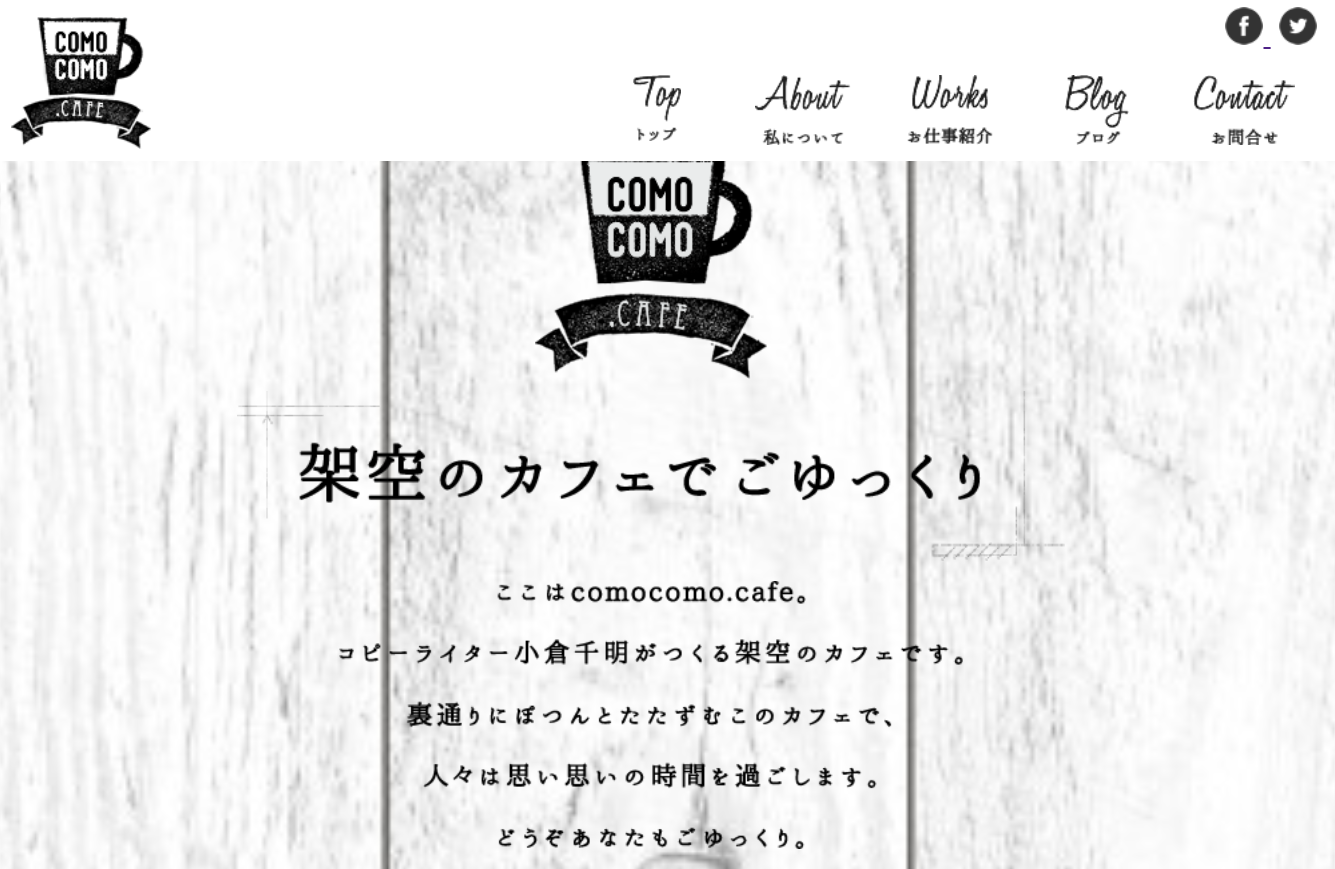 COMO
COMO
.CAFE
Top
About
Works
Blog
Contact
トップ
私について
お仕事紹介
ブログ
お問合せ
COMO
COMO
.CAFE
架空のカフェでごゆっくり
ここはcomocomo.cafe。
コピーライター小倉千明がつくる架空のカフェです。
裏通りにぽつんとたたずむこのカフェで、
人々は思い思いの時間を過ごします。
どうぞあなたもごゆっくり。